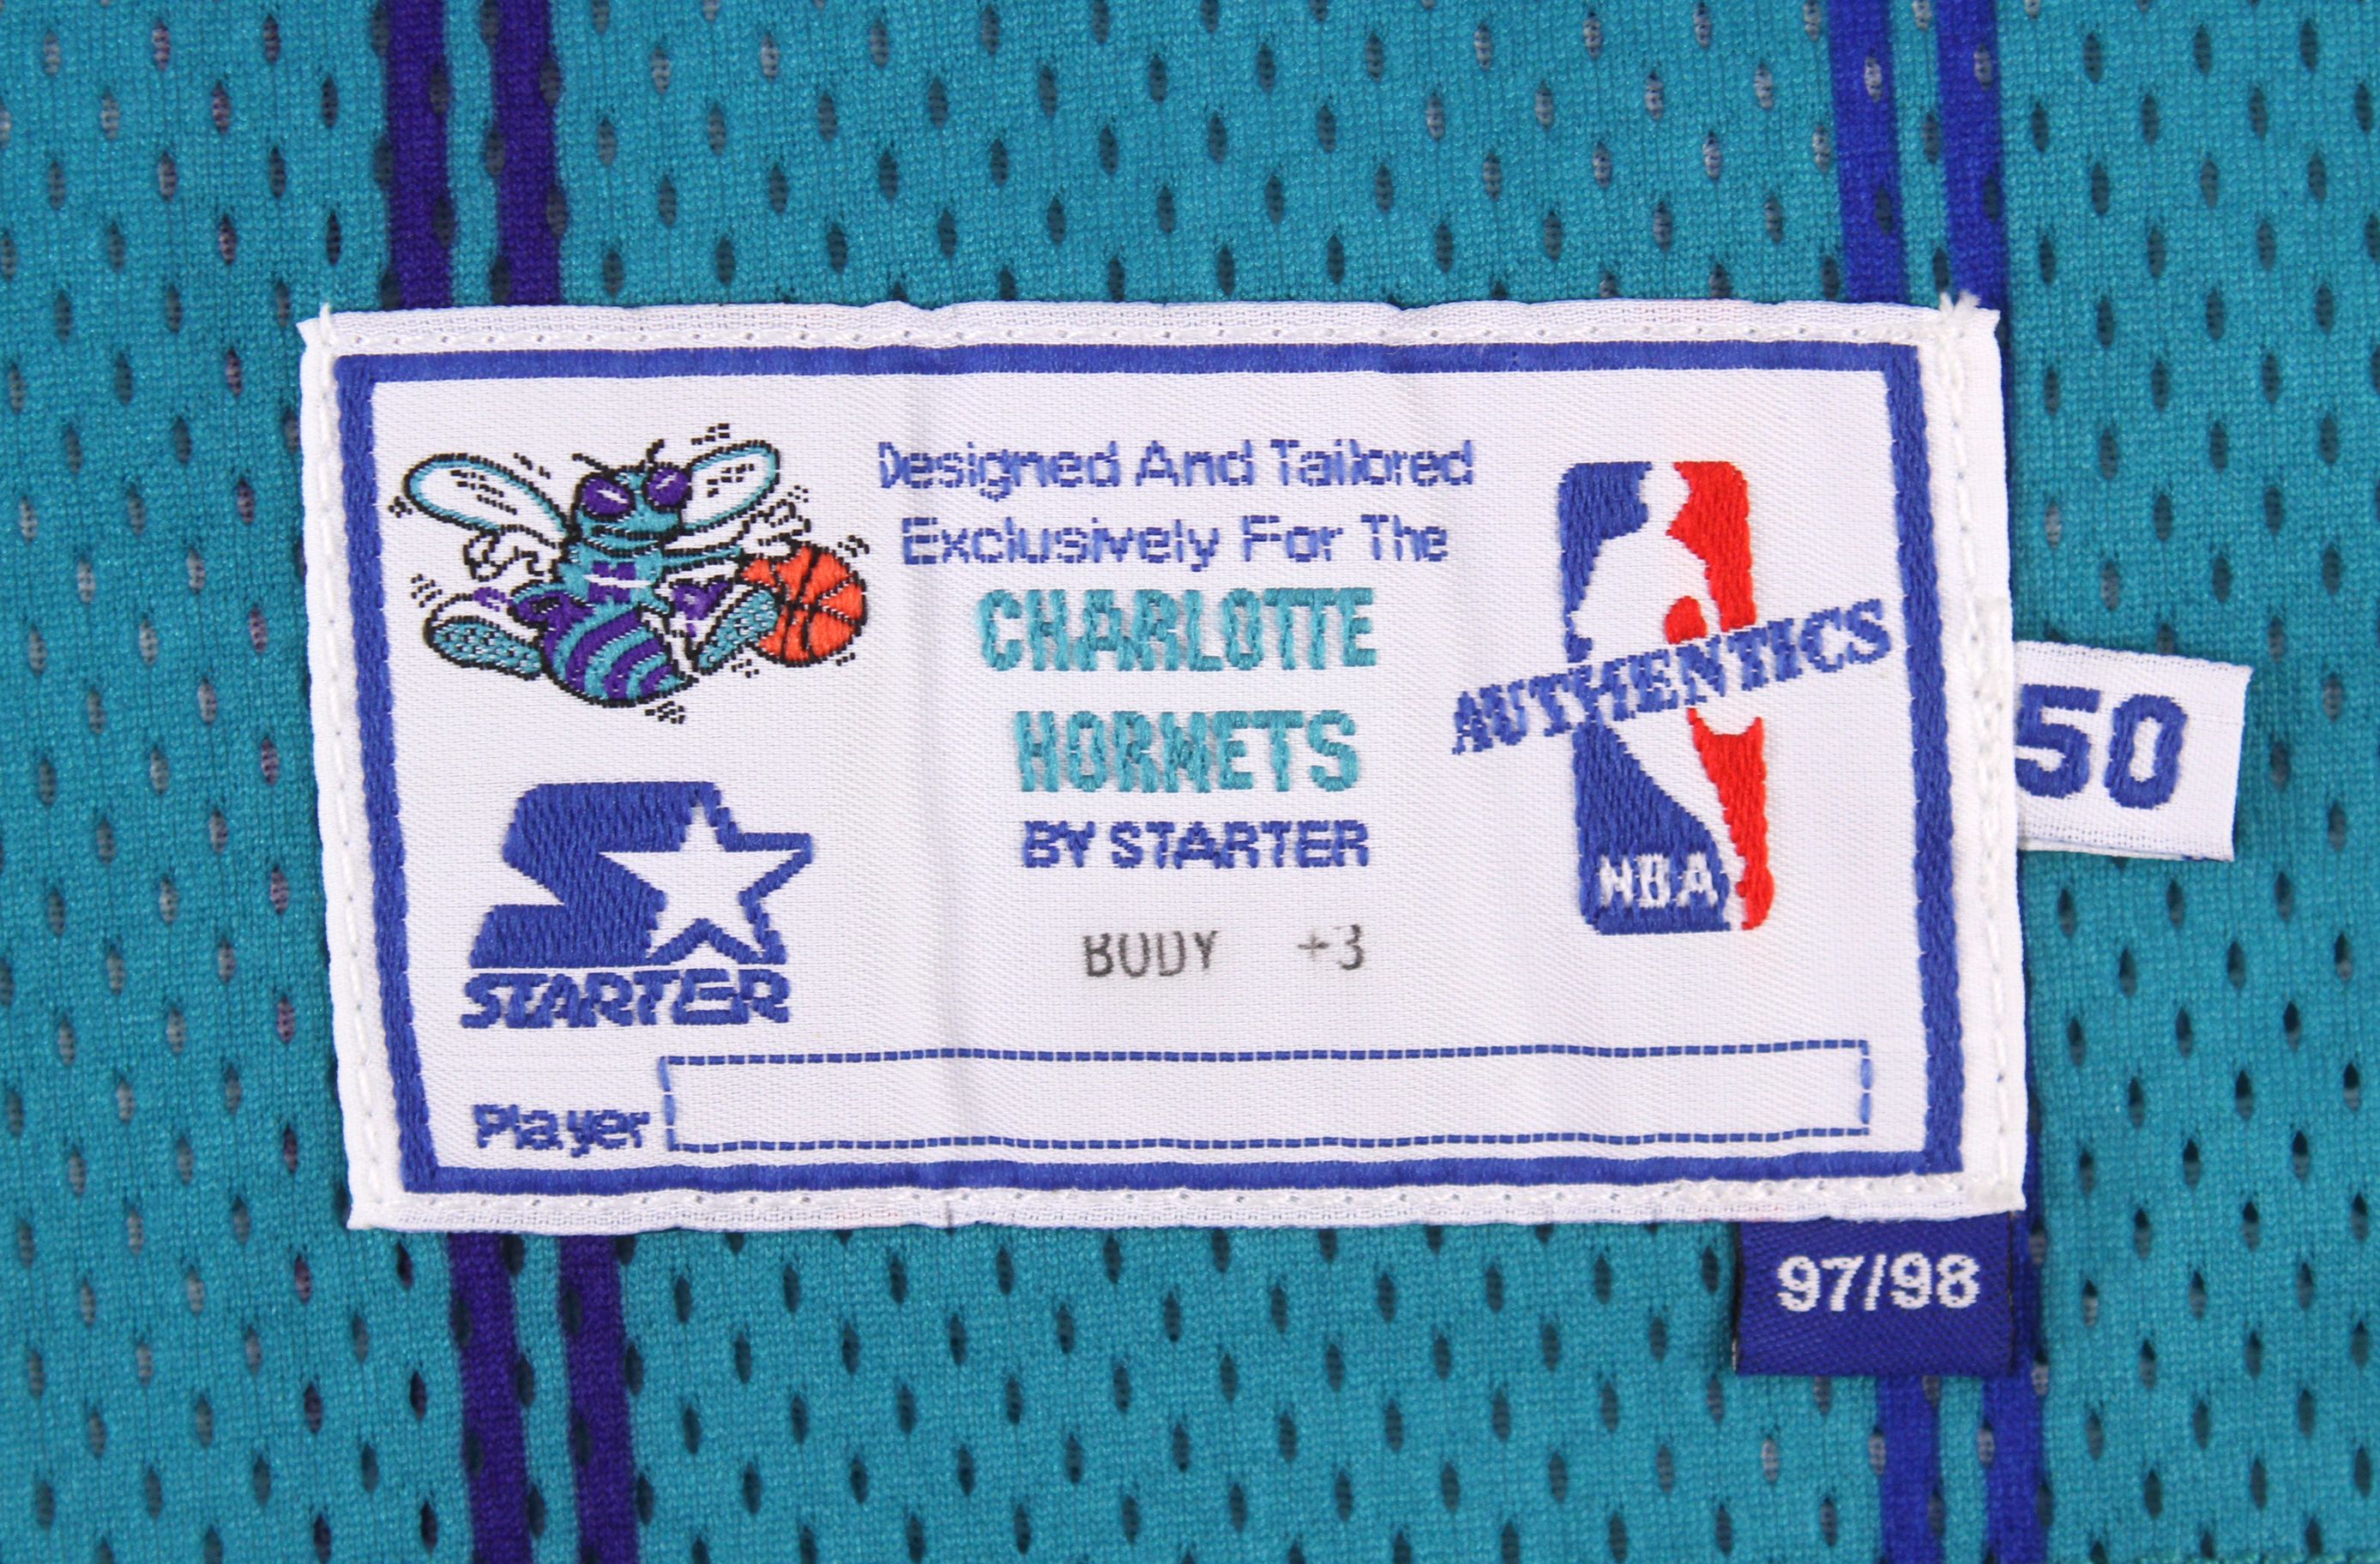 Designed And Tailored
Exclusively For The
CHARLOTTE
HORNETS
BY STARTER
BODY +3
STARTER
AUTHENTICS
NBA
Player
50
97/98